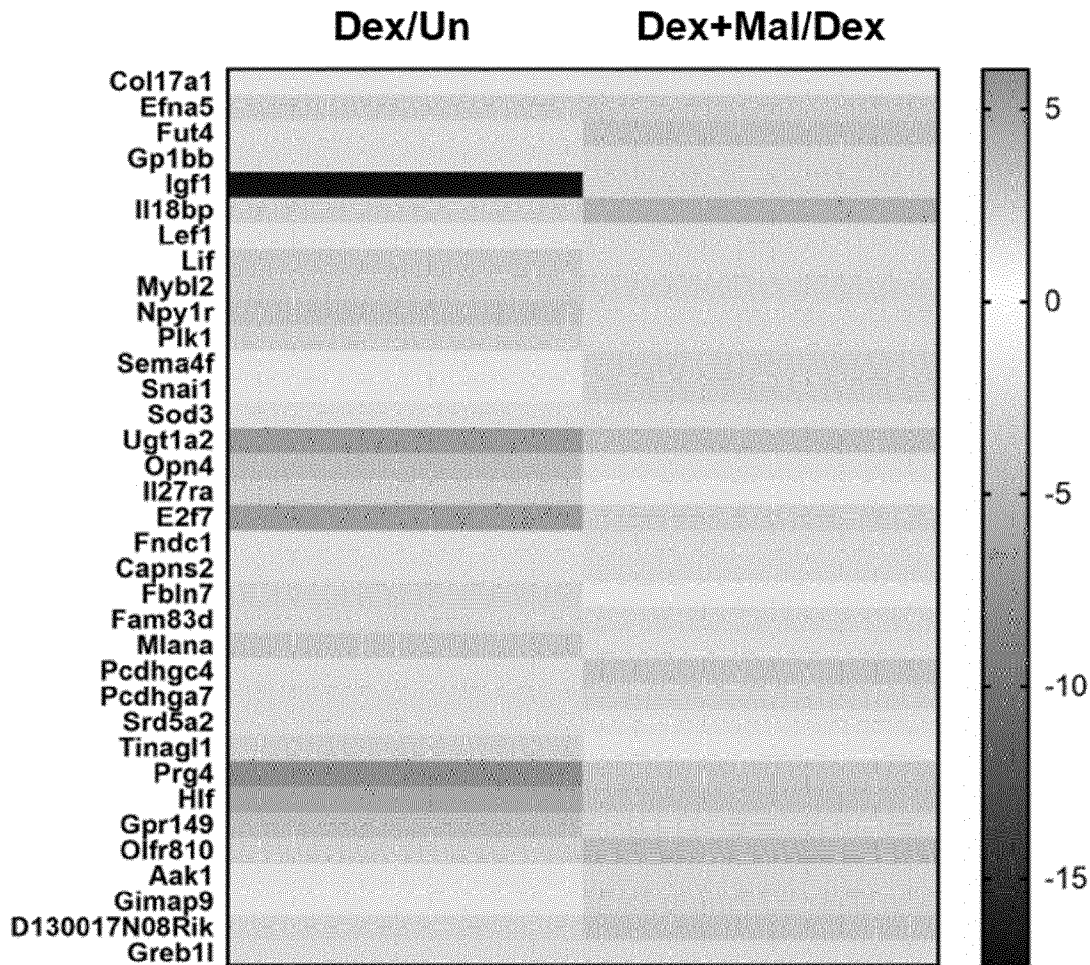 Dex/Un Dex+Mal/Dex
Col17a1
Efna5
Fut4
Gp1bb
Igf1
Il18bp
Lef1
Lif
Mybl2
Npy1r
Plk1
Sema4f
Snai1
Sod3
Ugt1a2
Opn4
Il27ra
E2f7
Fndc1
Capns2
Fbln7
Fam83d
Mlana
Pcdhgc4
Pcdhga7
Srd5a2
Tinagl1
Prg4
Hlf
Gpr149
Olfr810
Aak1
Gimap9
D130017N08Rik
Greb1l
5
0
-5
-10
-15